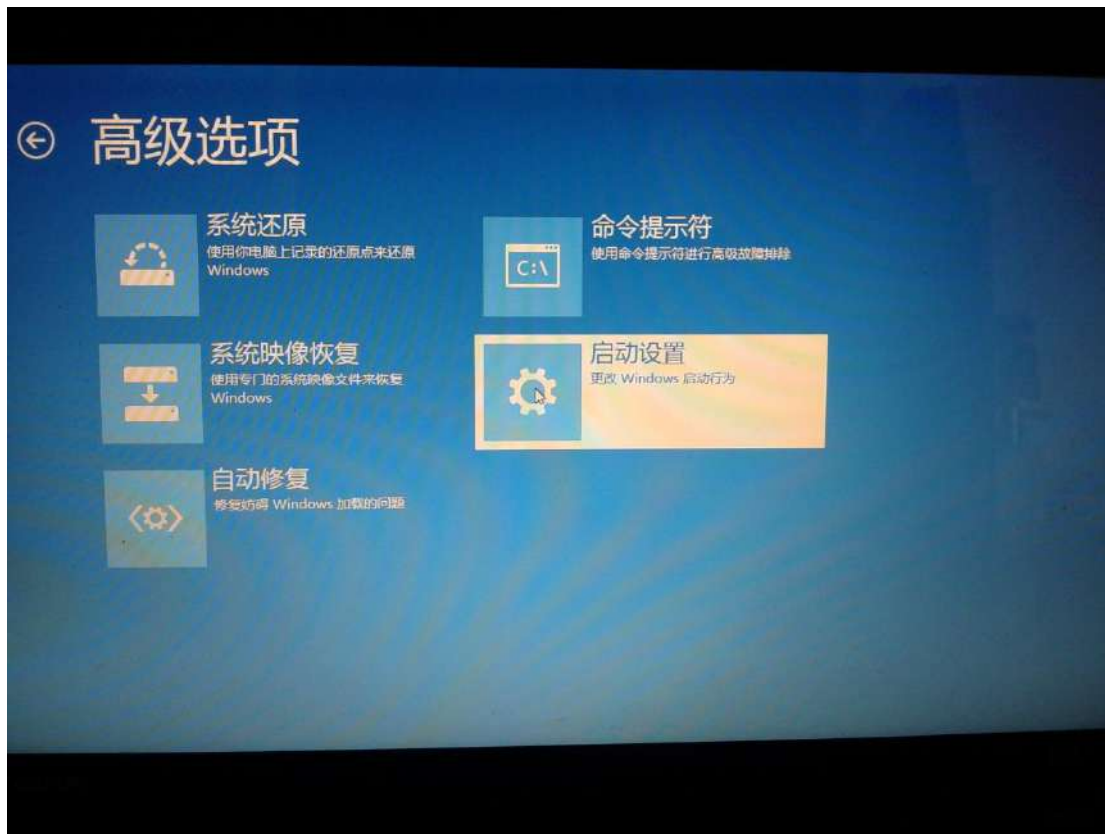 高级选项
系统还原
使用你电脑上记录的还原点来还原
Windows
命令提示符
使用命令提示符进行高级故障排除
C:\
系统映像恢复
使用专门的系统映像文件来恢复
Windows
启动设置
更改 Windows 启动行为
自动修复
修复妨碍 Windows 加载的问题